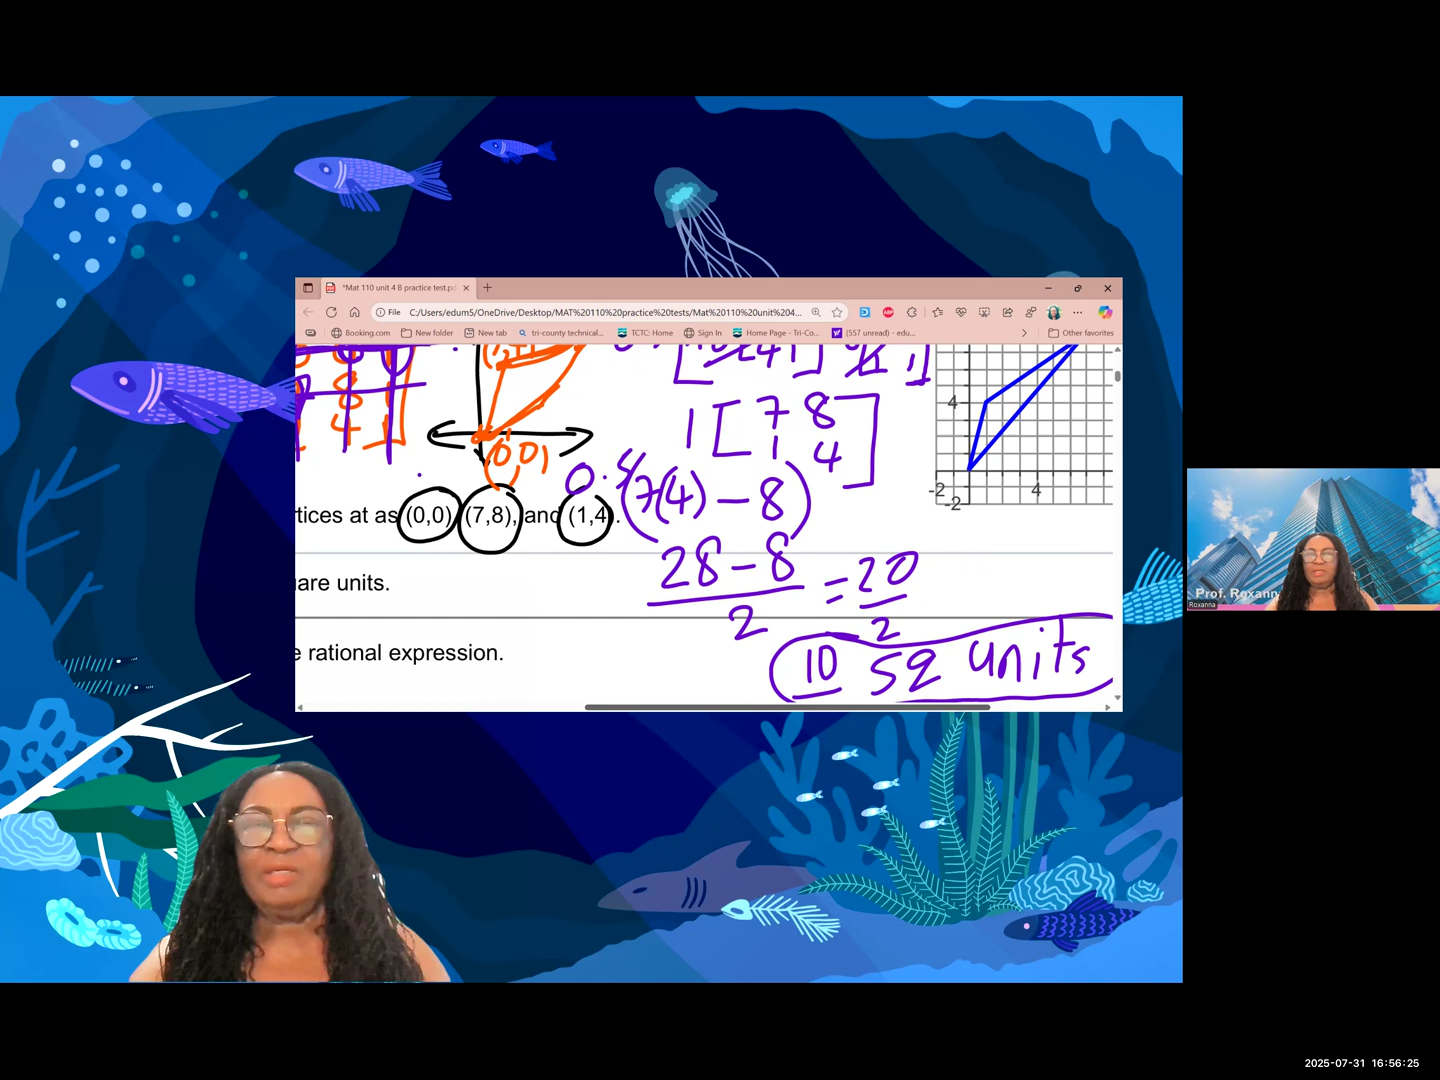 *Mat 110 unit 4 B practice test.pd
File C:/Users/edum5/OneDrive/Desktop/MAT%20110%20practice%20tests/Mat%20110%20unit%204...
Booking.com New folder New tab tri-county technical... TCTC: Home Sign In Home Page - Tri-Co... (557 unread) - edu... Other favorites
1 [ 7 8
1 4 ]
4
(0,0)
0.5(7(4) - 8)
-2 4
-2
tices at as (0,0) (7,8), and (1,4).
28 - 8 = 20
2 2
are units.
10 sq units
e rational expression.
Prof. Roxann
Roxanna
2025-07-31 16:56:25